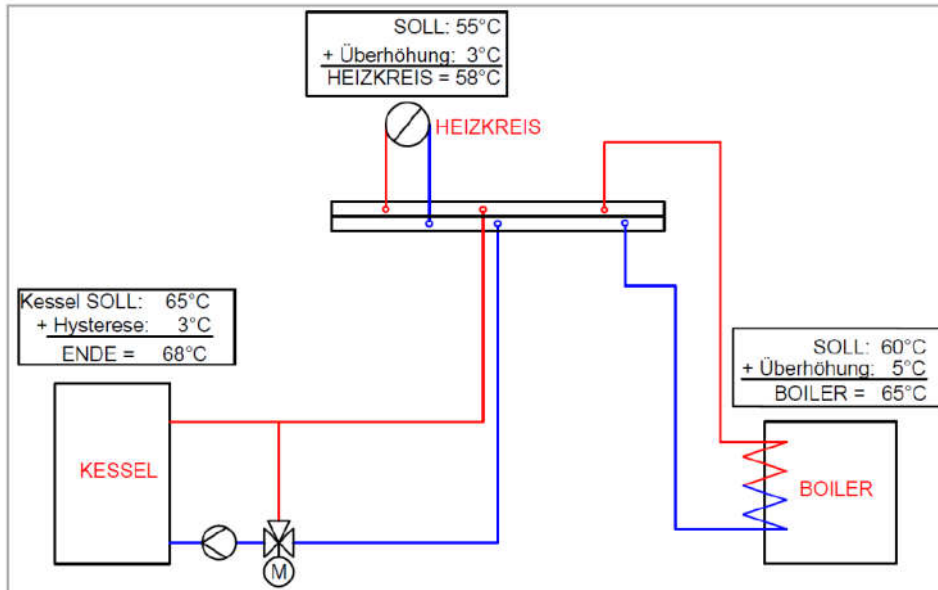 SOLL: 55°C
+ Überhöhung: 3°C
HEIZKREIS = 58°C
HEIZKREIS
Kessel SOLL: 65°C
+ Hysterese: 3°C
ENDE = 68°C
SOLL: 60°C
+ Überhöhung: 5°C
BOILER = 65°C
KESSEL
BOILER
M